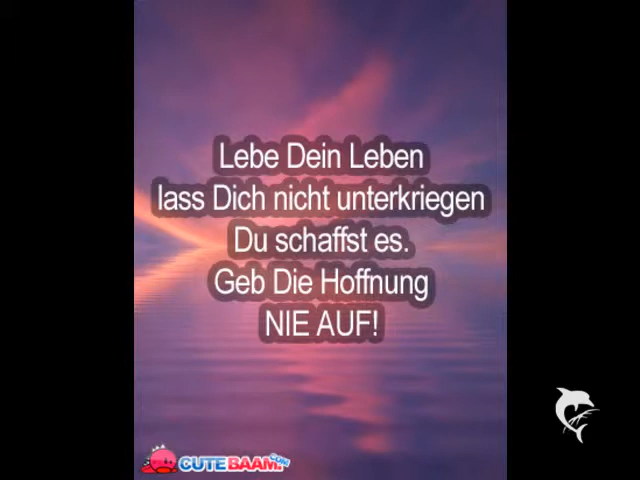 Lebe Dein Leben
lass Dich nicht unterkriegen
Du schaffst es.
Geb Die Hoffnung
NIE AUF!
CUTEBAAM.COM